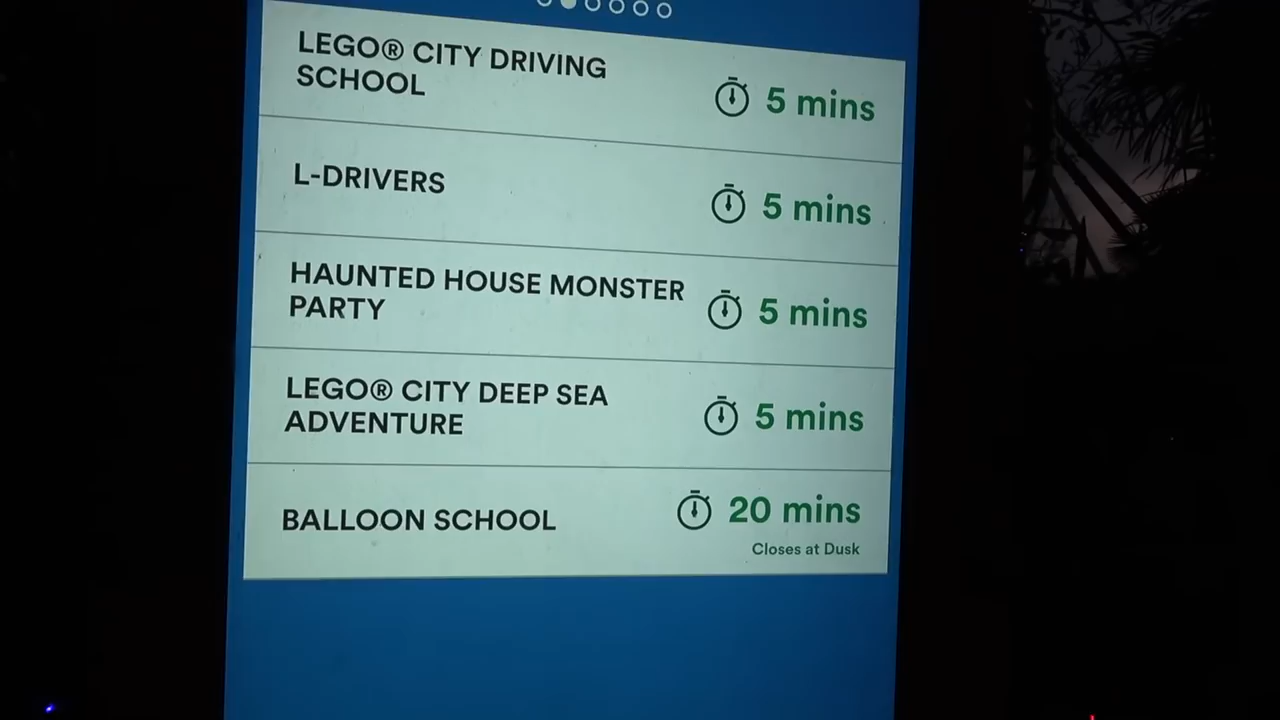 LEGO® CITY DRIVING
SCHOOL
5 mins
L-DRIVERS
5 mins
HAUNTED HOUSE MONSTER
PARTY
5 mins
LEGO® CITY DEEP SEA
ADVENTURE
5 mins
BALLOON SCHOOL
20 mins
Closes at Dusk